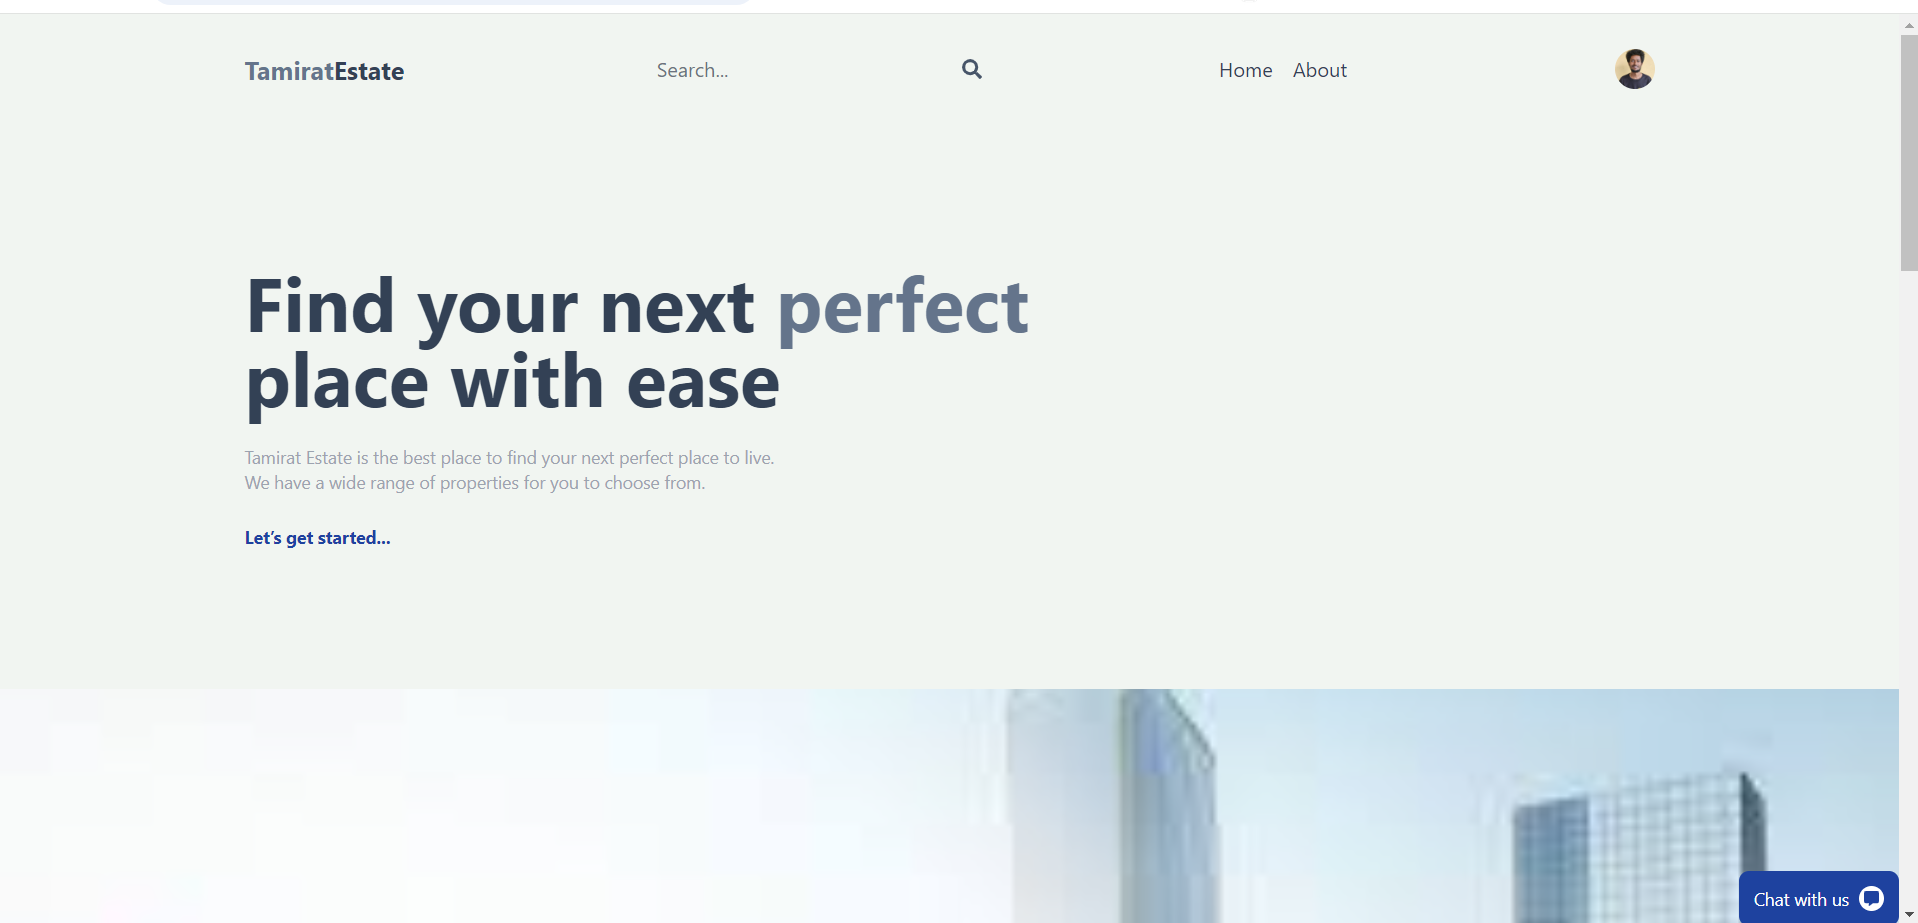 TamiratEstate
Search...
Home About
Find your next perfect
place with ease
Tamirat Estate is the best place to find your next perfect place to live.
We have a wide range of properties for you to choose from.
Let's get started...
Chat with us